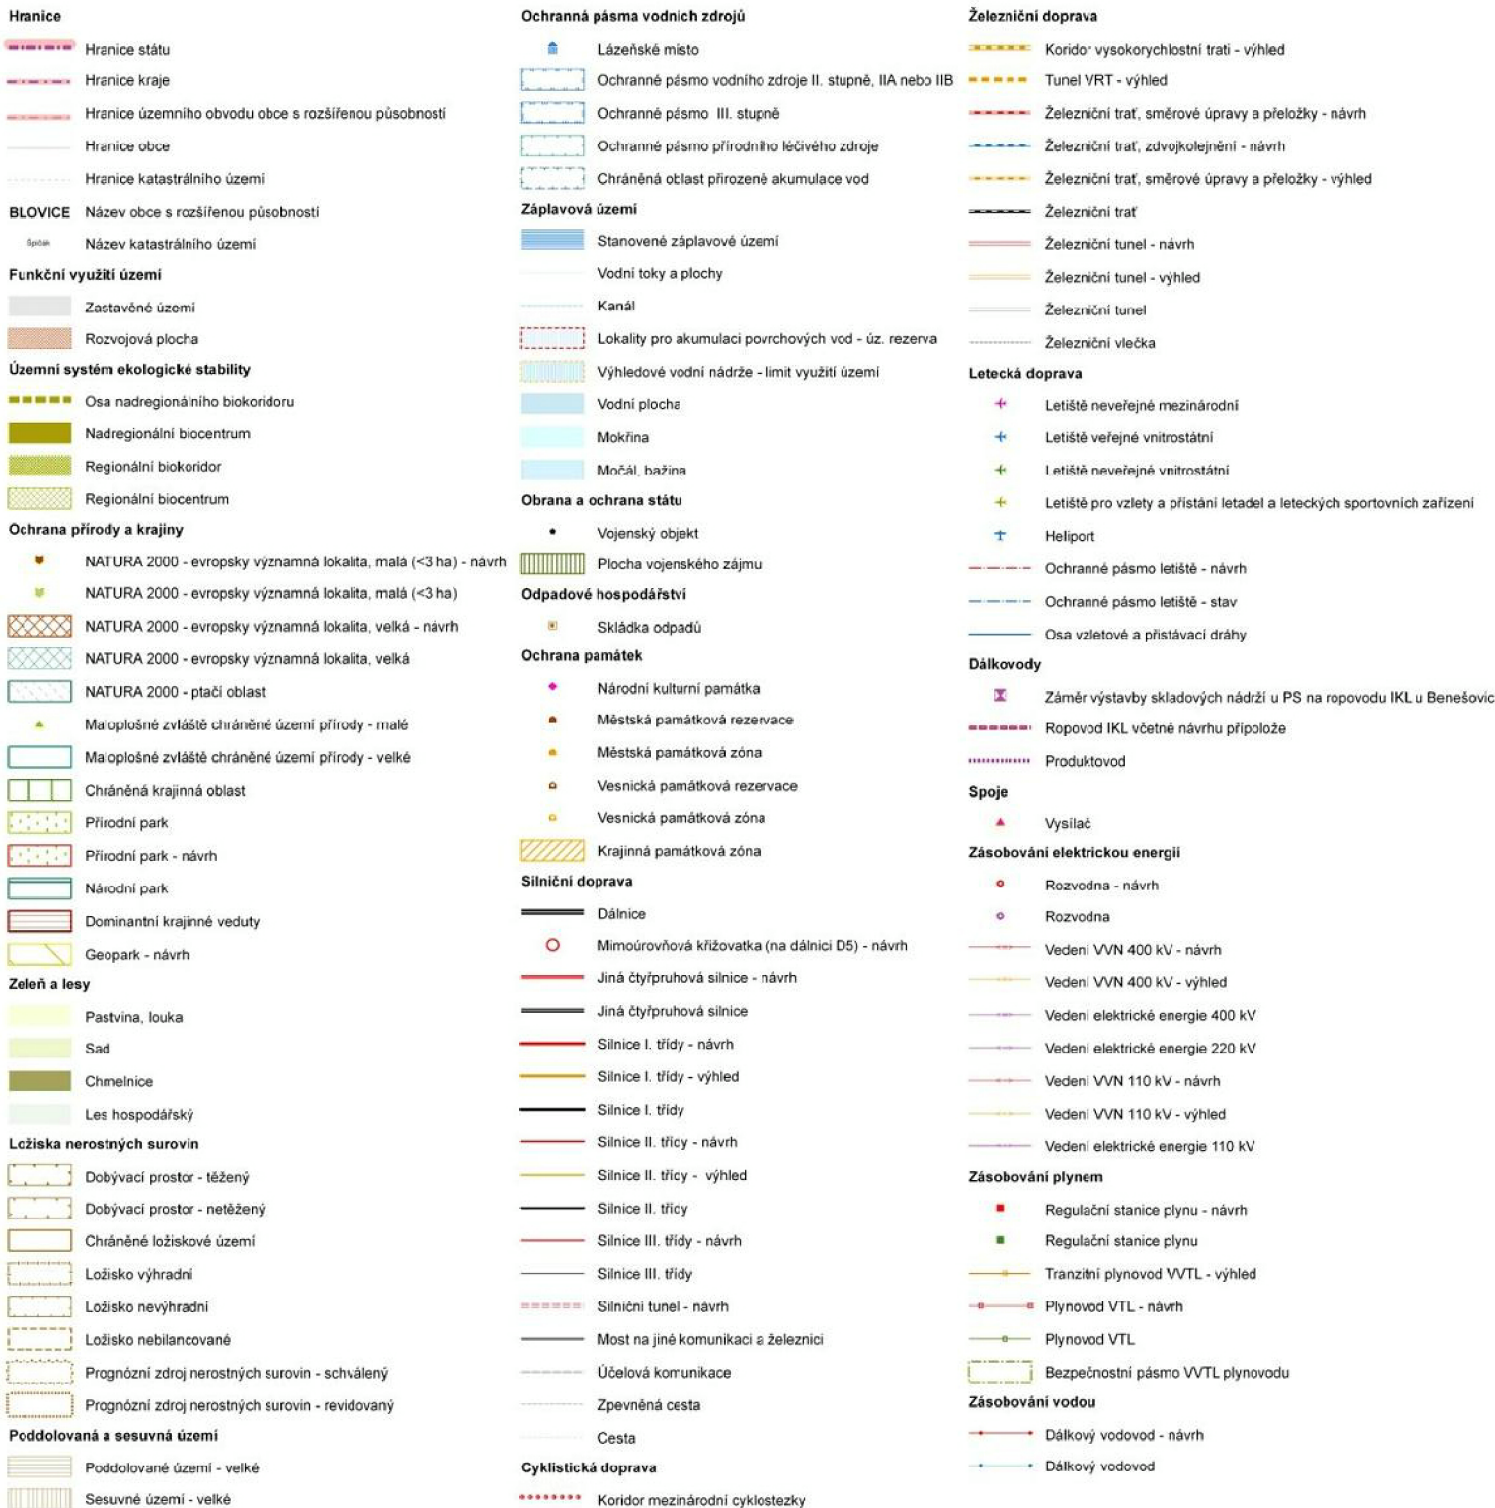 Hranice
Hranice státu
Hranice kraje
Hranice územního obvodu obce s rozšířenou působností
Hranice obce
Hranice katastrálního území
BLOVICE Název obce s rozšířenou působností
Špičák Název katastrálního území
Funkční využití území
Zastavěné území
Rozvojová plocha
Územní systém ekologické stability
Osa nadregionálního biokoridoru
Nadregionální biocentrum
Regionální biokoridor
Regionální biocentrum
Ochrana přírody a krajiny
NATURA 2000 - evropsky významná lokalita, malá (<3 ha) - návrh
NATURA 2000 - evropsky významná lokalita, malá (<3 ha)
NATURA 2000 - evropsky významná lokalita, velká - návrh
NATURA 2000 - evropsky významná lokalita, velká
NATURA 2000 - ptačí oblast
Maloplošné zvláště chráněné území přírody - malé
Maloplošné zvláště chráněné území přírody - velké
Chráněná krajinná oblast
Přírodní park
Přírodní park - návrh
Národní park
Dominantní krajinné veduty
Geopark - návrh
Zeleň a lesy
Pastvina, louka
Sad
Chmelnice
Les hospodářský
Ložiska nerostných surovin
Dobývací prostor - těžený
Dobývací prostor - netěžený
Chráněné ložiskové území
Ložisko výhradní
Ložisko nevýhradní
Ložisko nebilancované
Prognózní zdroj nerostných surovin - schválený
Prognózní zdroj nerostných surovin - revidovaný
Poddolovaná a sesuvná území
Poddolované území - velké
Sesuvné území - velké
Ochranná pásma vodních zdrojů
Lázeňské místo
Ochranné pásmo vodního zdroje II. stupně, IIA nebo IIB
Ochranné pásmo III. stupně
Ochranné pásmo přírodního léčivého zdroje
Chráněná oblast přirozené akumulace vod
Záplavová území
Stanovené záplavové území
Vodní toky a plochy
Kanál
Lokality pro akumulaci povrchových vod - úz. rezerva
Výhledové vodní nádrže - limit využití území
Vodní plocha
Mokřina
Močál, bažina
Obrana a ochrana státu
Vojenský objekt
Plocha vojenského zájmu
Odpadové hospodářství
Skládka odpadů
Ochrana památek
Národní kulturní památka
Městská památková rezervace
Městská památková zóna
Vesnická památková rezervace
Vesnická památková zóna
Krajinná památková zóna
Silniční doprava
Dálnice
Mimoúrovňová křižovatka (na dálnici D5) - návrh
Jiná čtyřpruhová silnice - návrh
Jiná čtyřpruhová silnice
Silnice I. třídy - návrh
Silnice I. třídy - výhled
Silnice I. třídy
Silnice II. třídy - návrh
Silnice II. třídy - výhled
Silnice II. třídy
Silnice III. třídy - návrh
Silnice III. třídy
Silniční tunel - návrh
Most na jiné komunikaci a železnici
Účelová komunikace
Zpevněná cesta
Cesta
Cyklistická doprava
Koridor mezinárodní cyklostezky
Železniční doprava
Koridor vysokorychlostní trati - výhled
Tunel VRT - výhled
Železniční trať, směrové úpravy a přeložky - návrh
Železniční trať, zdvojkolejnění - návrh
Železniční trať, směrové úpravy a přeložky - výhled
Železniční trať
Železniční tunel - návrh
Železniční tunel - výhled
Železniční tunel
Železniční vlečka
Letecká doprava
Letiště neveřejné mezinárodní
Letiště veřejné vnitrostátní
Letiště neveřejné vnitrostátní
Letiště pro vzlety a přistání letadel a leteckých sportovních zařízení
Heliport
Ochranné pásmo letiště - návrh
Ochranné pásmo letiště - stav
Osa vzletové a přistávací dráhy
Dálkovody
Záměr výstavby skladových nádrží u PS na ropovodu IKL u Benešovic
Ropovod IKL včetné návrhu přípolože
Produktovod
Spoje
Vysílač
Zásobování elektrickou energií
Rozvodna - návrh
Rozvodna
Vedení VVN 400 kV - návrh
Vedení VVN 400 kV - výhled
Vedení elektrické energie 400 kV
Vedení elektrické energie 220 kV
Vedení VVN 110 kV - návrh
Vedení VVN 110 kV - výhled
Vedení elektrické energie 110 kV
Zásobování plynem
Regulační stanice plynu - návrh
Regulační stanice plynu
Tranzitní plynovod VVTL - výhled
Plynovod VTL - návrh
Plynovod VTL
Bezpečnostní pásmo VVTL plynovodu
Zásobování vodou
Dálkový vodovod - návrh
Dálkový vodovod